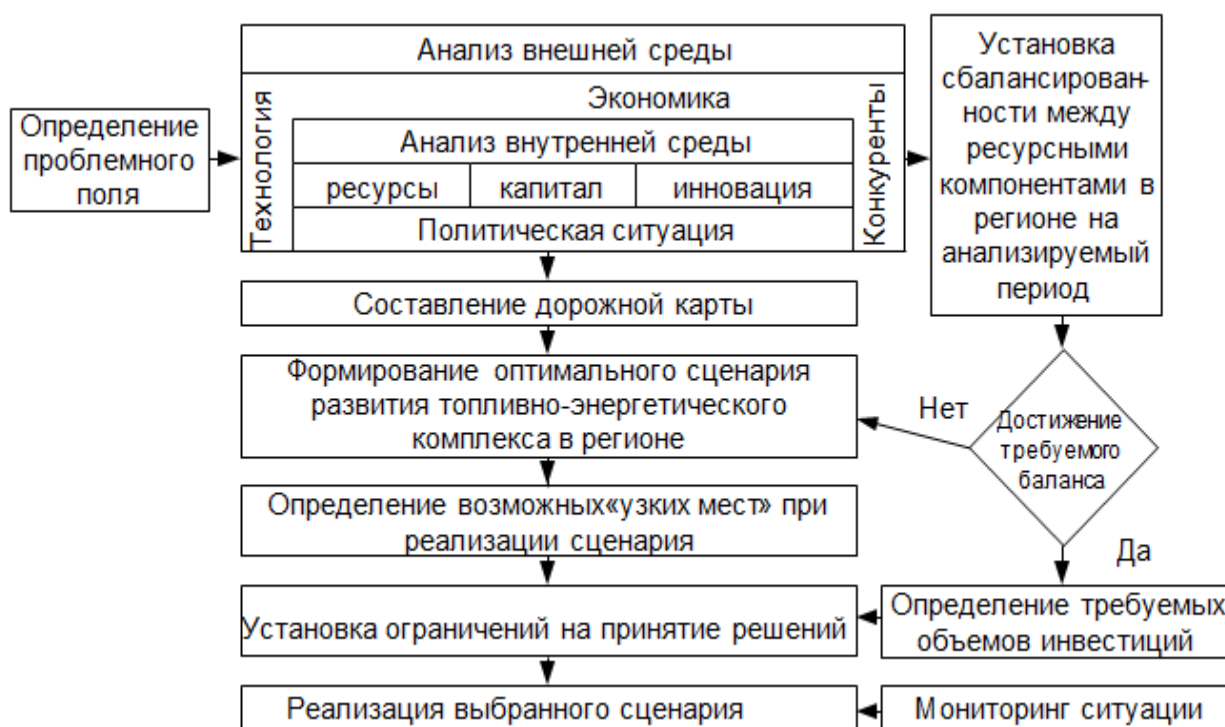 Определение
проблемного
поля
Анализ внешней среды
Технология
Экономика
Анализ внутренней среды
ресурсы
капитал
инновация
Политическая ситуация
Конкуренты
Установка
сбалансирован-
ности между
ресурсными
компонентами в
регионе на
анализируемый
период
Составление дорожной карты
Формирование оптимального сценария
развития топливно-энергетического
комплекса в регионе
Нет
Достижение
требуемого
баланса
Определение возможных«узких мест» при
реализации сценария
Да
Установка ограничений на принятие решений
Определение требуемых
объемов инвестиций
Реализация выбранного сценария
Мониторинг ситуации